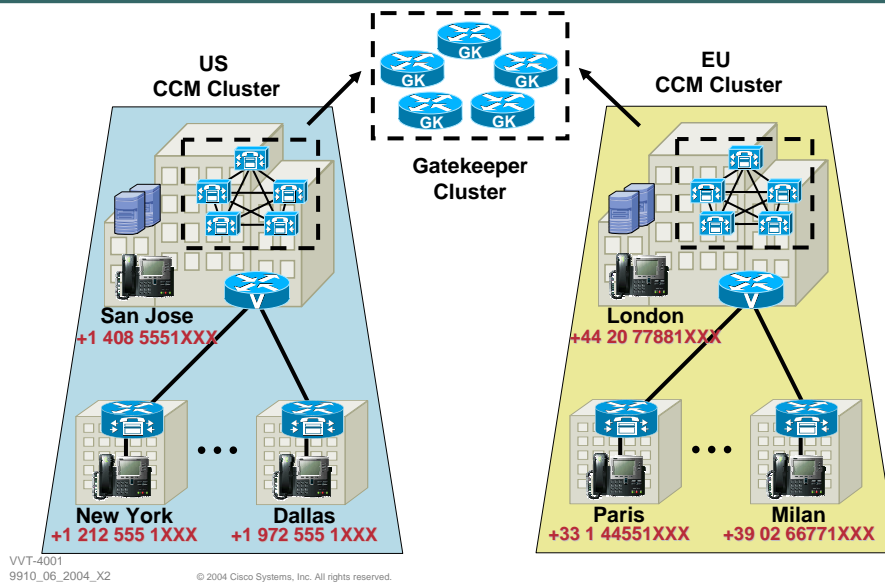 US
CCM Cluster
GK
GK
GK
GK
GK
Gatekeeper
Cluster
EU
CCM Cluster
V
San Jose
+1 408 5551XXX
New York
+1 212 555 1XXX
Dallas
+1 972 555 1XXX
V
London
+44 20 77881XXX
Paris
+33 1 44551XXX
Milan
+39 02 66771XXX
VVT-4001
9910_06_2004_X2
© 2004 Cisco Systems, Inc. All rights reserved.